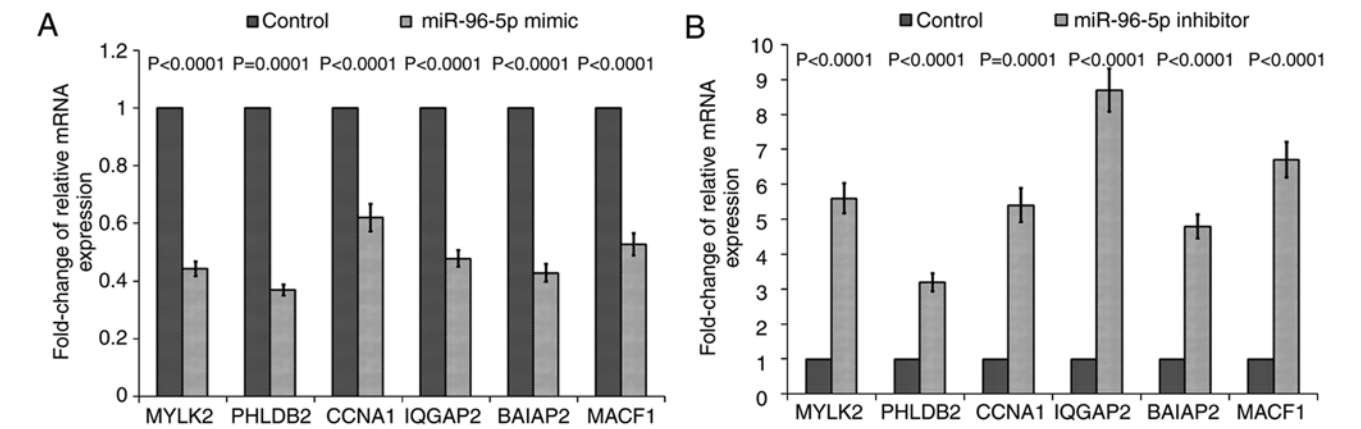 A
Control miR-96-5p mimic
Fold-change of relative mRNA
expression
1.2
1
0.8
0.6
0.4
0.2
0
P<0.0001 P=0.0001 P<0.0001 P<0.0001 P<0.0001 P<0.0001
MYLK2 PHLDB2 CCNA1 IQGAP2 BAIAP2 MACF1
B
Control miR-96-5p inhibitor
Fold-change of relative mRNA
expression
10
9
8
7
6
5
4
3
2
1
0
P<0.0001 P<0.0001 P=0.0001 P<0.0001 P<0.0001 P<0.0001
MYLK2 PHLDB2 CCNA1 IQGAP2 BAIAP2 MACF1